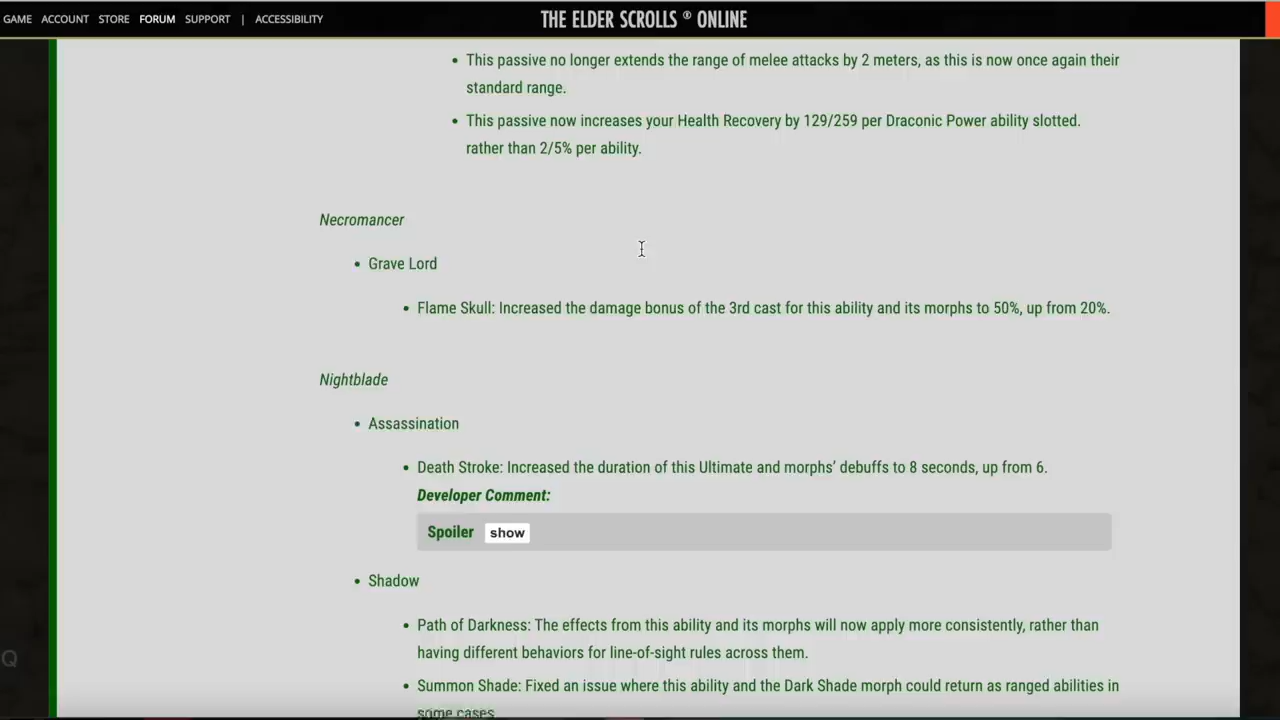 GAME ACCOUNT STORE FORUM SUPPORT | ACCESSIBILITY
THE ELDER SCROLLS ® ONLINE
• This passive no longer extends the range of melee attacks by 2 meters, as this is now once again their
standard range.
• This passive now increases your Health Recovery by 129/259 per Draconic Power ability slotted.
rather than 2/5% per ability.
Necromancer
• Grave Lord
• Flame Skull: Increased the damage bonus of the 3rd cast for this ability and its morphs to 50%, up from 20%.
Nightblade
• Assassination
• Death Stroke: Increased the duration of this Ultimate and morphs’ debuffs to 8 seconds, up from 6.
Developer Comment:
Spoiler show
• Shadow
• Path of Darkness: The effects from this ability and its morphs will now apply more consistently, rather than
having different behaviors for line-of-sight rules across them.
Q
• Summon Shade: Fixed an issue where this ability and the Dark Shade morph could return as ranged abilities in
some cases